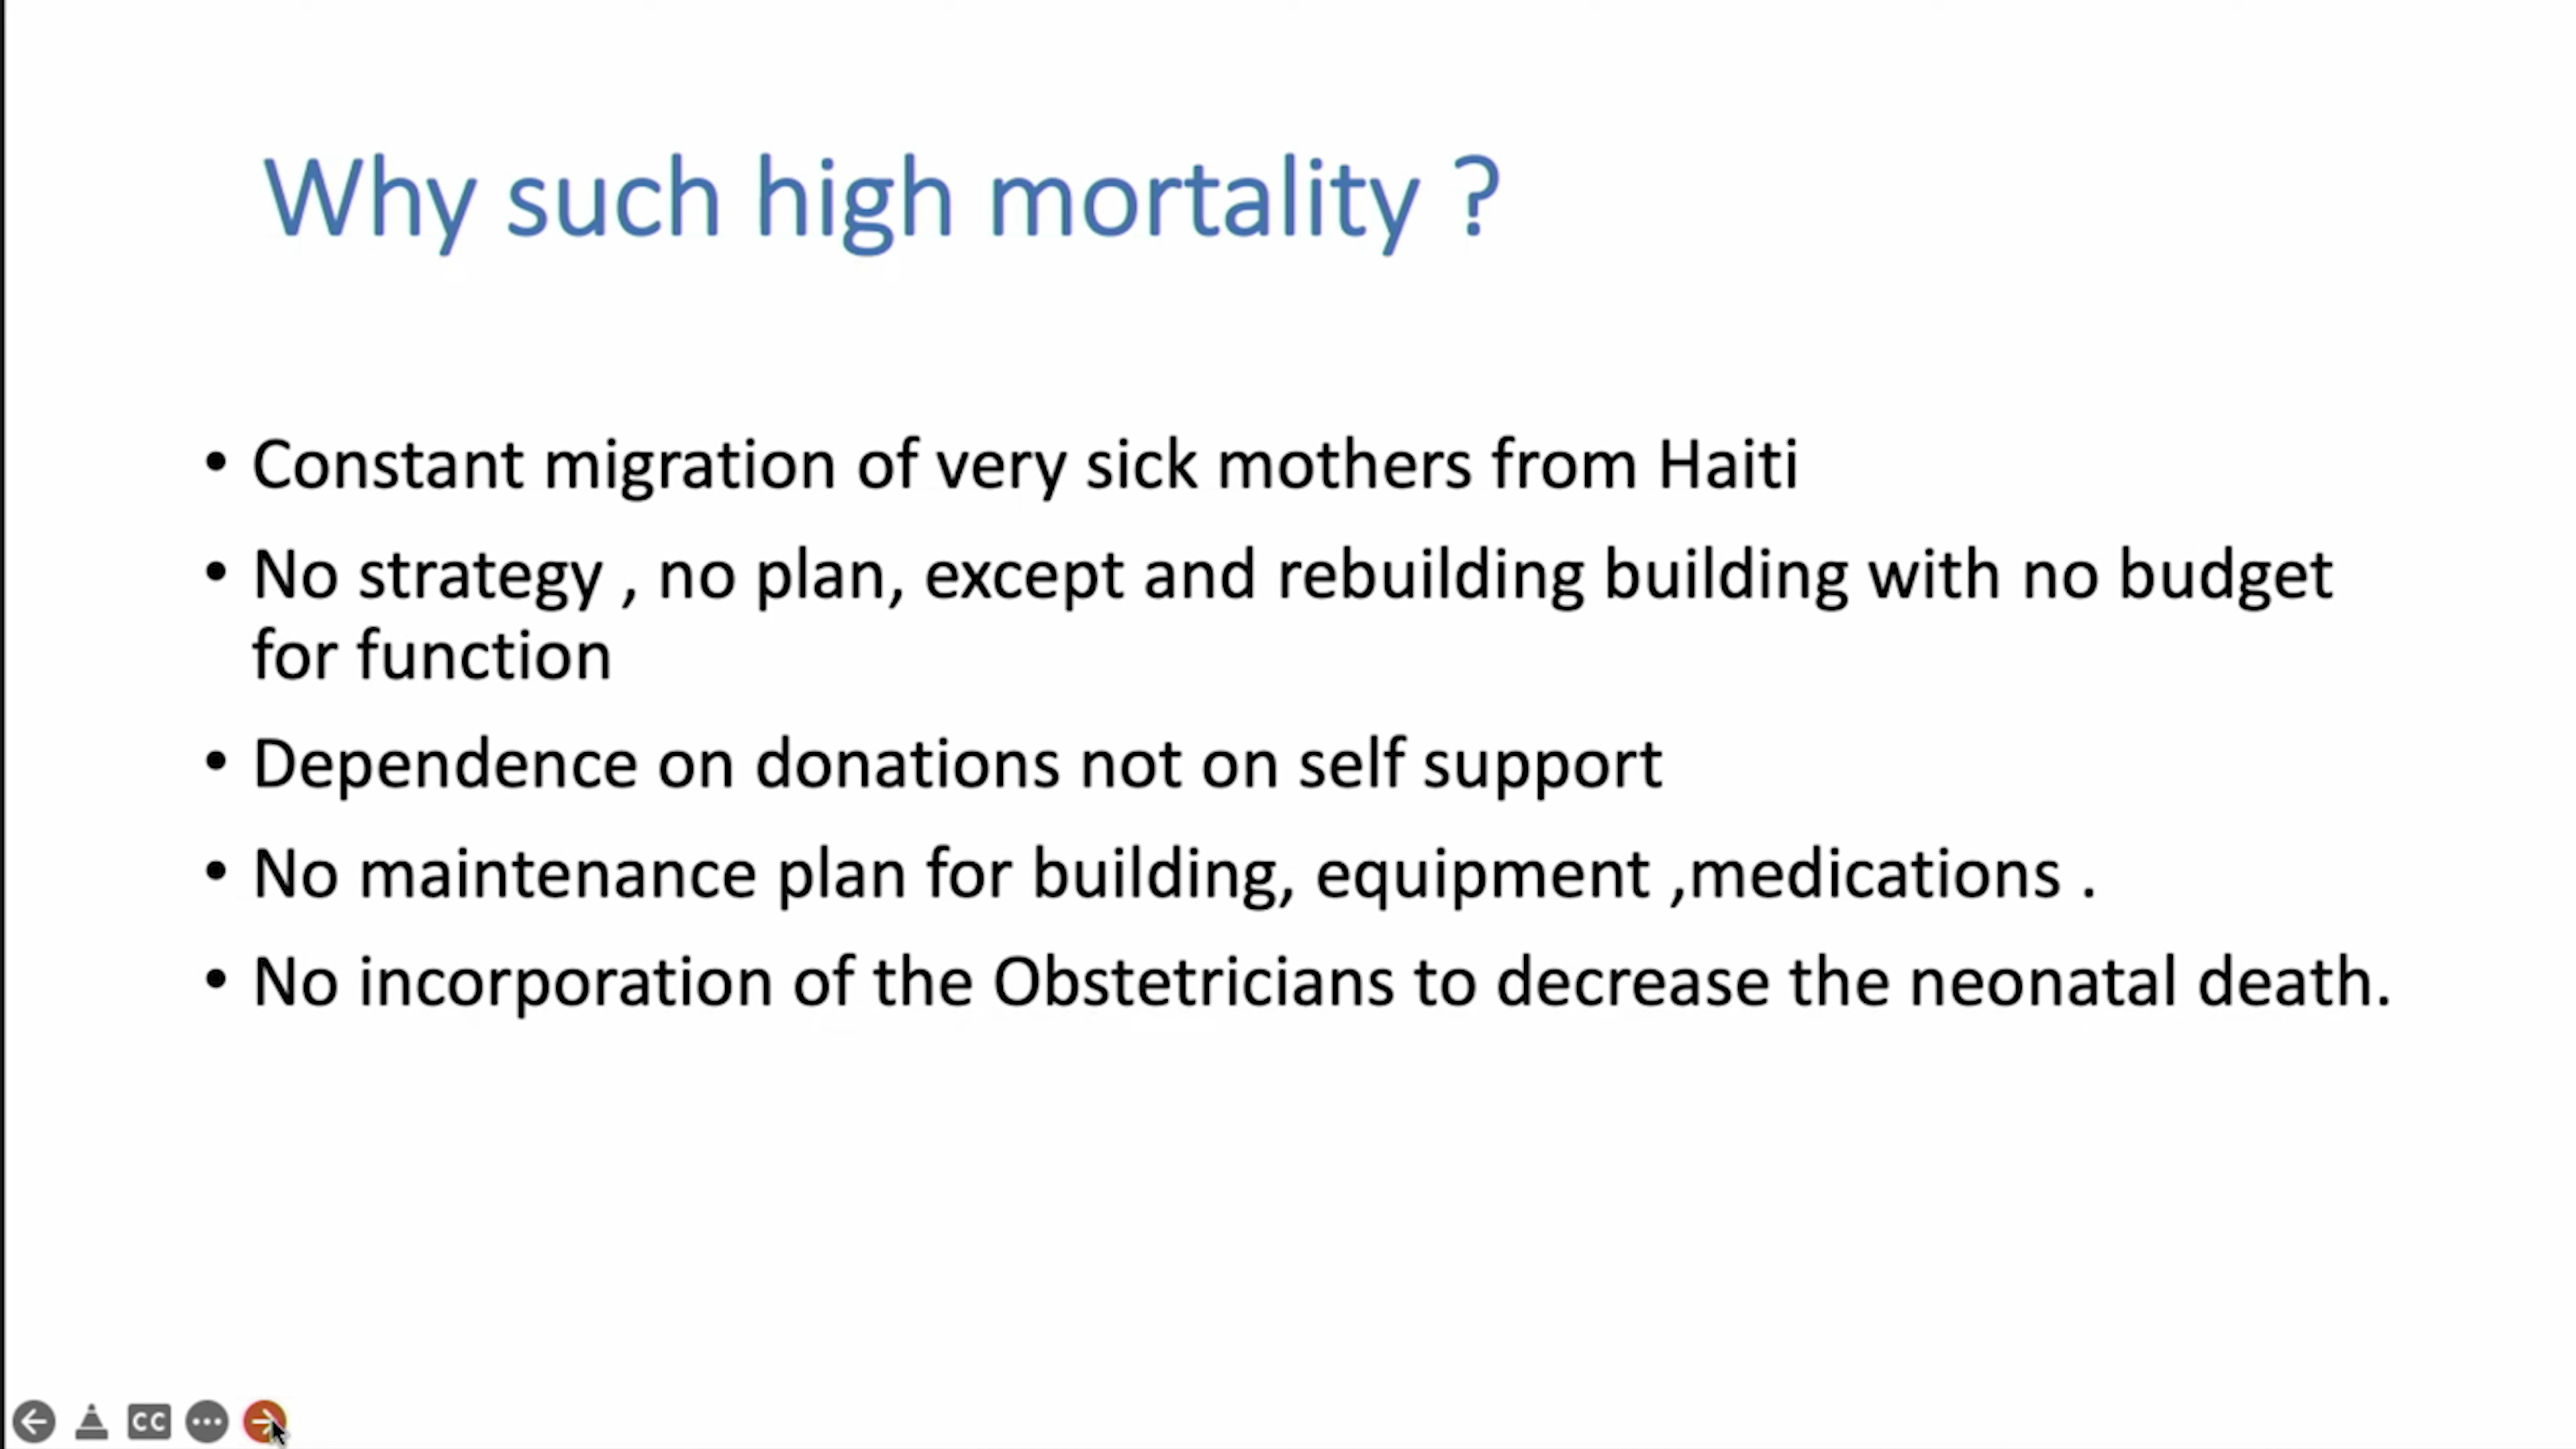 Why such high mortality ?
• Constant migration of very sick mothers from Haiti
• No strategy , no plan, except and rebuilding building with no budget
for function
• Dependence on donations not on self support
• No maintenance plan for building, equipment ,medications .
• No incorporation of the Obstetricians to decrease the neonatal death.
CC